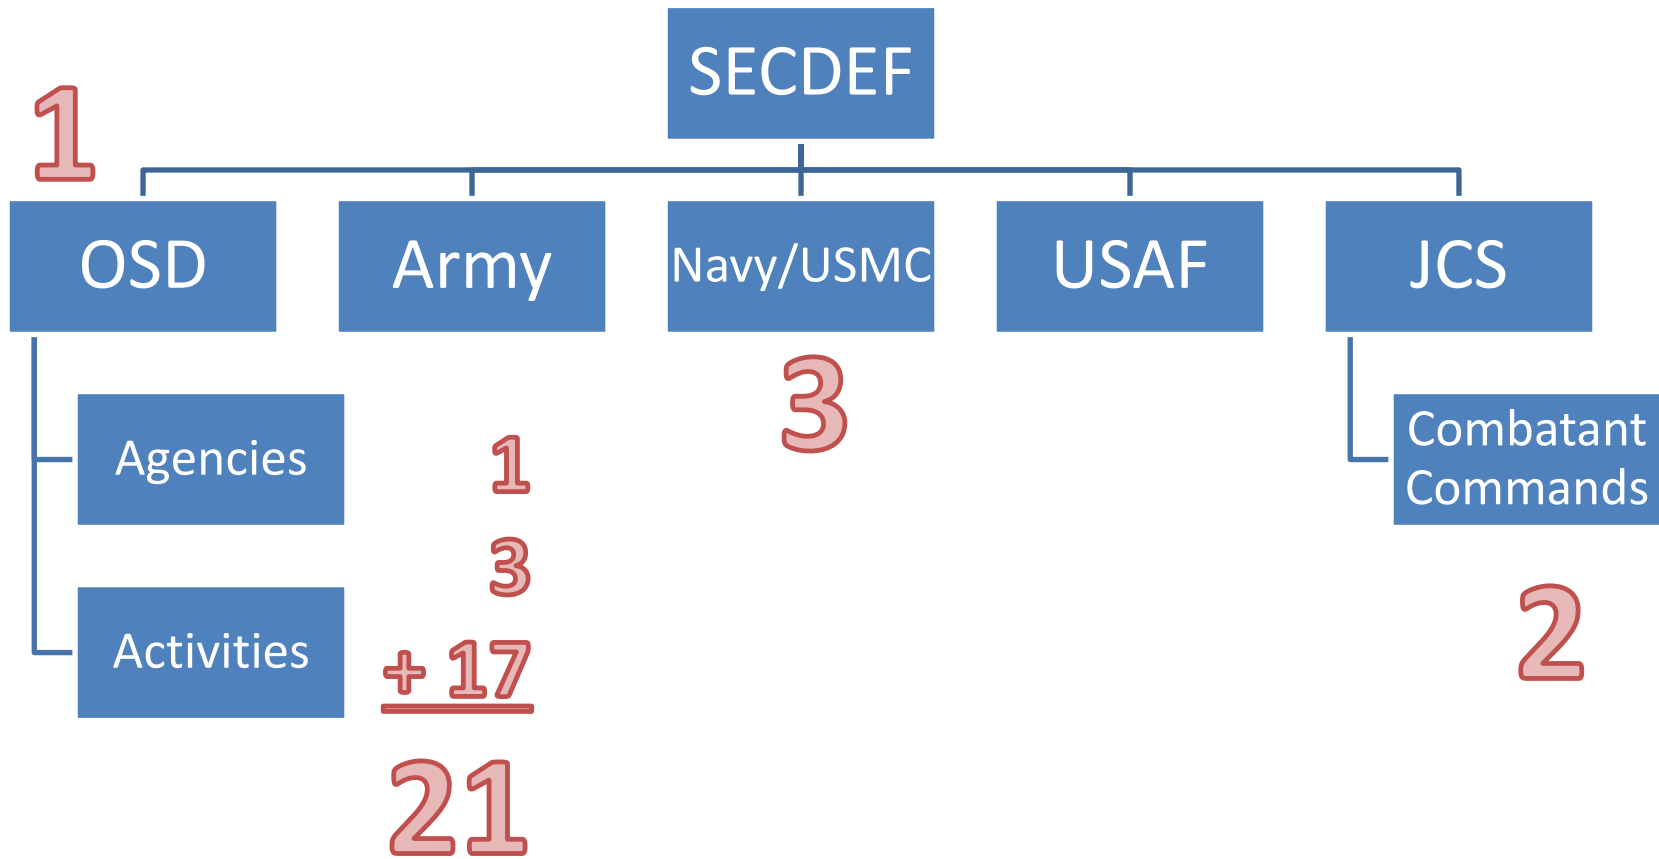 SECDEF
1
OSD
Army
Navy/USMC
USAF
JCS
3
Agencies
1
Combatant
Commands
3
2
Activities
+ 17
21